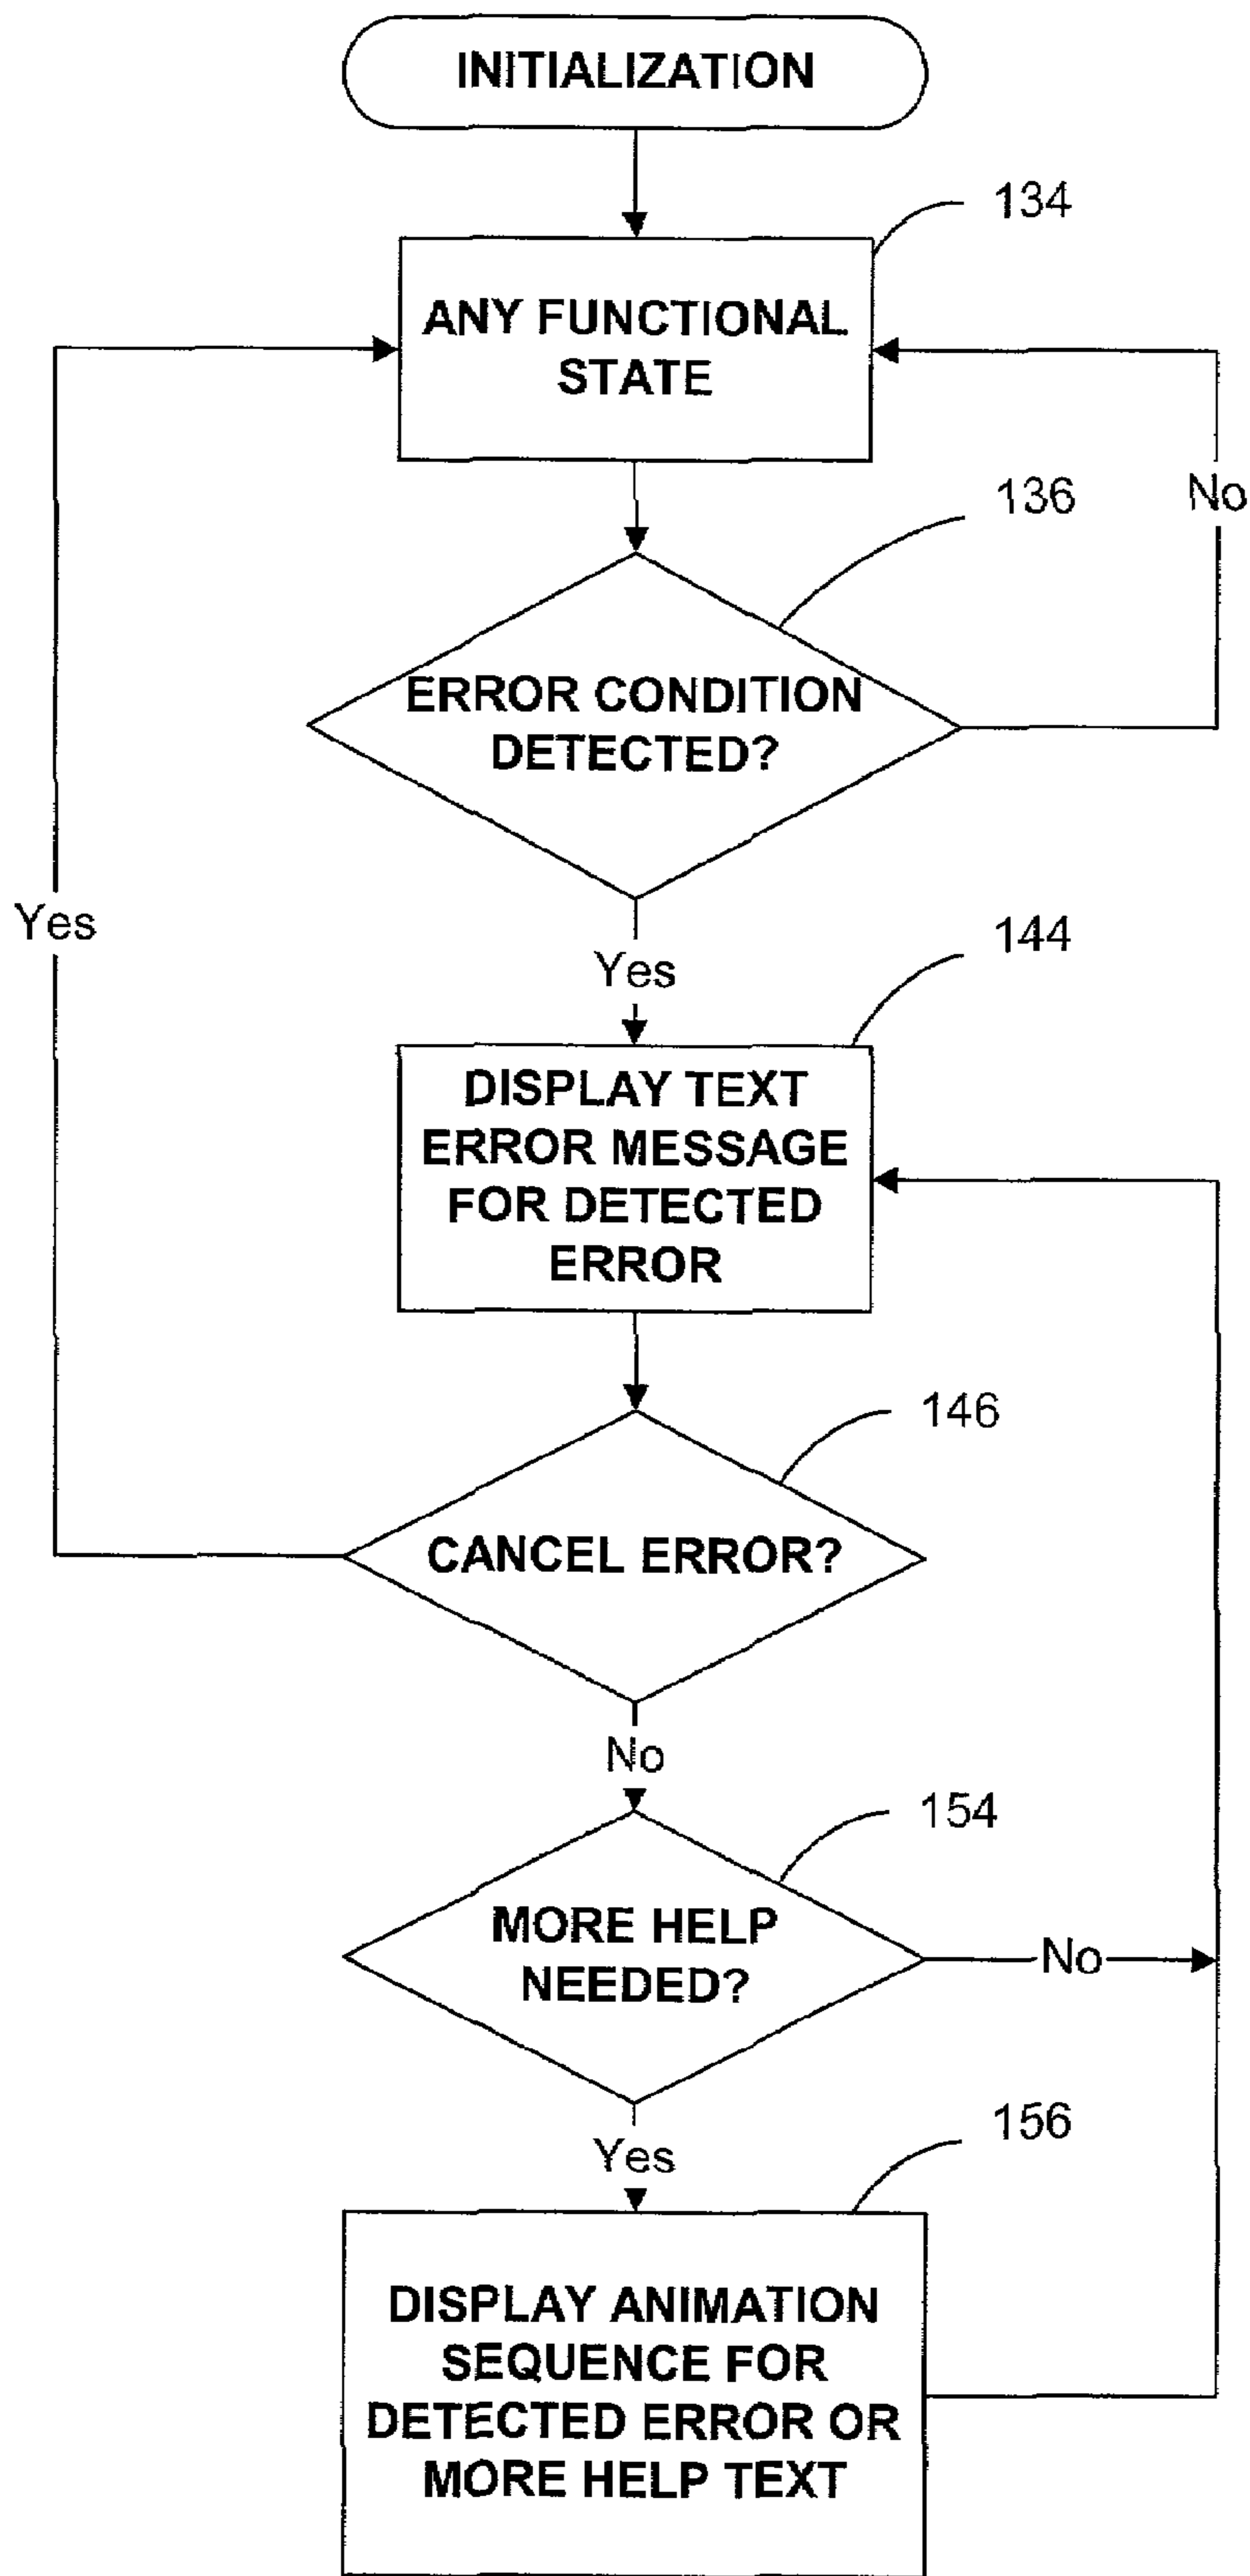 INITIALIZATION
134
ANY FUNCTIONAL
STATE
136
No
ERROR CONDITION
DETECTED?
Yes
Yes
144
DISPLAY TEXT
ERROR MESSAGE
FOR DETECTED
ERROR
146
CANCEL ERROR?
No
154
MORE HELP
NEEDED?
No
156
Yes
DISPLAY ANIMATION
SEQUENCE FOR
DETECTED ERROR OR
MORE HELP TEXT